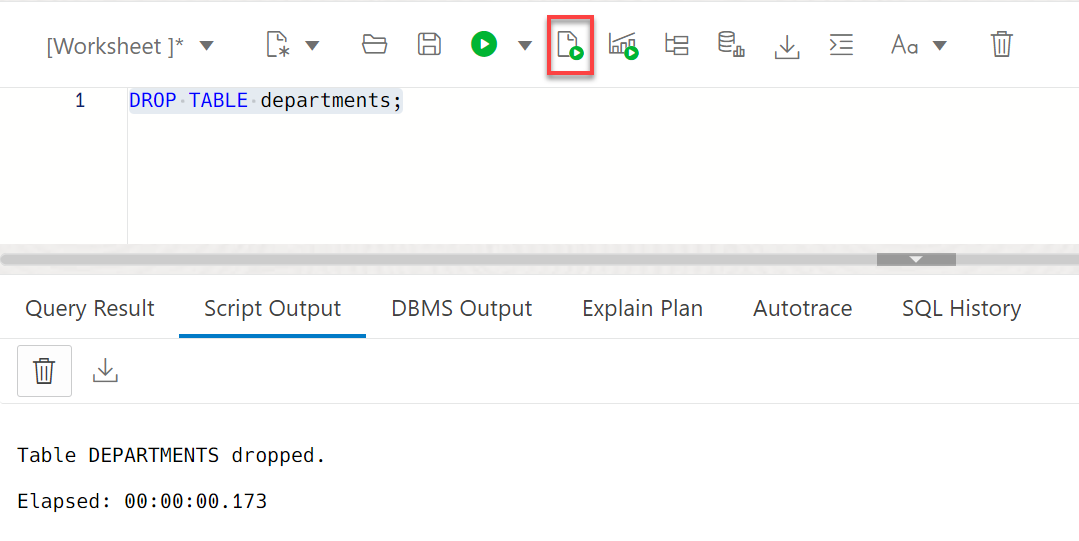 [Worksheet ]*
Aa
1 DROP TABLE departments;
Query Result Script Output DBMS Output Explain Plan Autotrace SQL History
Table DEPARTMENTS dropped.
Elapsed: 00:00:00.173